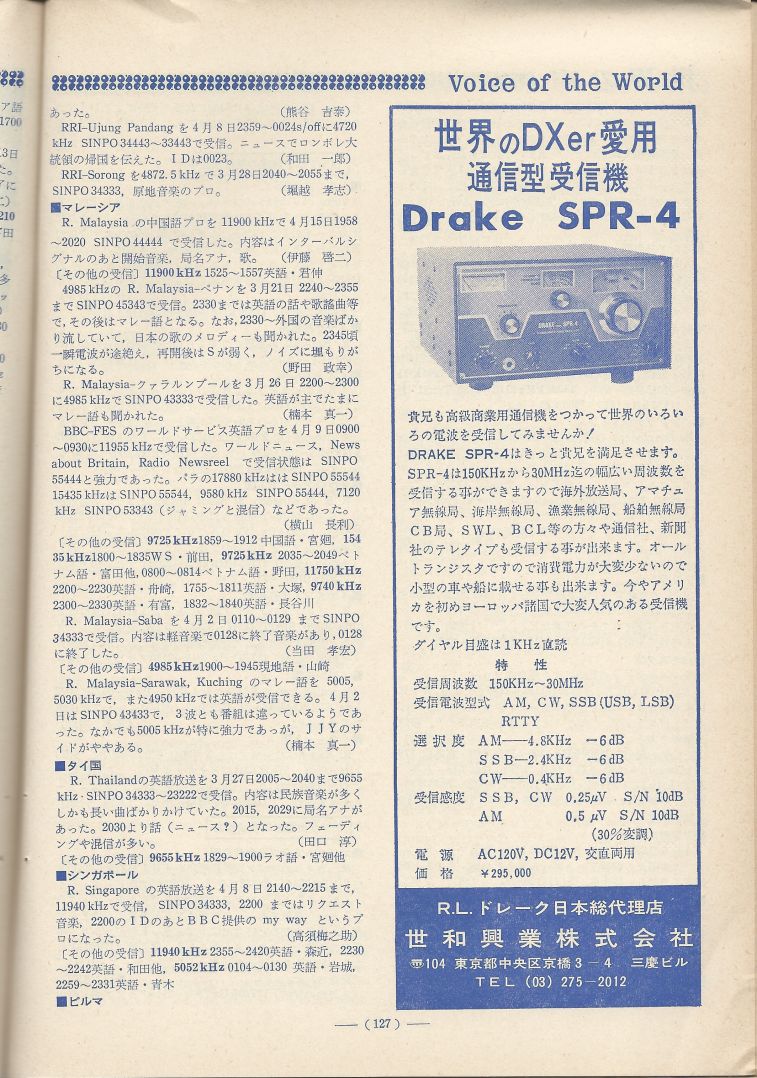 Voice of the World
あった。 （熊谷 吉泰）
RRI–Ujung Pandang を4月8日2359〜0024s/offに4720
kHz SINPO 34443〜33443で受信。ニュースでロンボレ大
統領の帰国を伝えた。IDは0023。 （和田 一郎）
RRI–Sorong を4872.5kHzで3月28日2040〜2055まで，
SINPO 34333，原地音楽のプロ。 （堀越 孝志）
■マレーシア
R. Malaysia の中国語プロを 11900 kHzで4月15日1958
〜2020 SINPO 44444 で受信した。内容はインターバルシ
グナルのあと開始音楽，局名アナ，歌。 （伊藤 啓二）
〔その他の受信〕11900kHz 1525〜1557英語・君伸
4985kHzの R. Malaysia–ペナンを3月21日 2240〜2355
まで SINPO 45343で受信。2330までは英語の話や歌謡曲等
で，その後はマレー語となる。なお，2330〜外国の音楽ばか
り流していて，日本の歌のメロディーも聞かれた。2345頃
一瞬電波が途絶え，再開後はSが弱く，ノイズに埋もりが
ちになる。 （野田 政幸）
R. Malaysia–クァラルンプールを3月26日 2200〜2300
に4985kHzで SINPO 43333で受信した。英語が主でたまに
マレー語も聞かれた。 （楠本 真一）
BBC–FES のワールドサービス英語プロを4月9日0900
〜0930に11955kHzで受信した。ワールドニュース，News
about Britain, Radio Newsreel で受信状態は SINPO
55444と強力であった。パラの17880kHzはは SINPO 55544
15435kHzは SINPO 55544, 9580 kHz SINPO 55444, 7120
kHz SINPO 53343（ジャミングと混信）などであった。
（横山 長利）
〔その他の受信〕9725kHz1859〜1912 中国語・宮廻，154
35kHz1800〜1835WS・前田，9725kHz 2035〜2049ベト
ナム語・富田他，0800〜0814ベトナム語・野田，11750kHz
2200〜2230英語・舟崎，1755〜1811英語・大塚，9740kHz
2300〜2330英語・有富，1832〜1840英語・長谷川
R. Malaysia–Saba を4月2日0110〜0129 まで SINPO
34333で受信。内容は軽音楽で0128に終了音楽があり，0128
に終了した。 （当田 孝宏）
〔その他の受信〕4985kHz1900〜1945現地語・山崎
R. Malaysia–Sarawak, Kuching のマレー語を 5005,
5030kHzで，また4950 kHzでは英語が受信できる。4月2
日は SINPO 43433で，3波とも番組は違っているようであ
った。なかでも5005kHzが特に強力であっが，JJYのサ
イドがややある。 （楠本 真一）
■タイ国
R. Thailandの英語放送を3月27日2005〜2040まで9655
kHz・SINPO 34333〜23222で受信。内容は民族音楽が多く
しかも長い曲ばかりかけていた。2015, 2029に局名アナが
あった。2030より話（ニュース？）となった。フェーディ
ングや混信が多い。 （田口 淳）
〔その他の受信〕9655kHz 1829〜1900ラオ語・宮廻他
■シンガポール
R. Singapore の英語放送を4月8日 2140〜2215まで，
11940kHzで受信，SINPO 34333, 2200 まではリクエスト
音楽，2200のIDのあとBBC提供の my way というプ
ロになった。 （高須梅之助）
〔その他の受信〕11940kHz 2355〜2420英語・森近，2230
〜2242英語・和田他，5052kHz 0104〜0130 英語・岩城，
2259〜2331英語・青木
■ビルマ
世界のDXer愛用
通信型受信機
Drake SPR-4
DRAKE SPR-4
貴兄も高級商業用通信機をつかって世界のいろい
ろの電波を受信してみませんか！
DRAKE SPR-4はきっと貴兄を満足させます。
SPR-4は150KHzから30MHz迄の幅広い周波数を
受信する事ができますので海外放送局、アマチュ
ア無線局、海岸無線局、漁業無線局、船舶無線局
CB局、SWL、BCL等の方々や通信社、新聞
社のテレタイプも受信する事が出来ます。オール
トランジスタですので消費電力が大変少ないので
小型の車や船に載せる事も出来ます。今やアメリ
カを初めヨーロッパ諸国で大変人気のある受信機
です。
ダイヤル目盛は1KHz直読
特 性
受信周波数 150KHz〜30MHz
受信電波型式 AM, CW, SSB(USB, LSB)
RTTY
選択度 AM—4.8KHz −6dB
SSB—2.4KHz −6dB
CW—0.4KHz −6dB
受信感度 SSB, CW 0.25μV S/N 10dB
AM 0.5μV S/N 10dB
(30%変調)
電源 AC120V, DC12V, 交直両用
価格 ￥295,000
R.L.ドレーク日本総代理店
世和興業株式会社
〒104 東京都中央区京橋3−4 三慶ビル
TEL (03) 275−2012
—（127）—